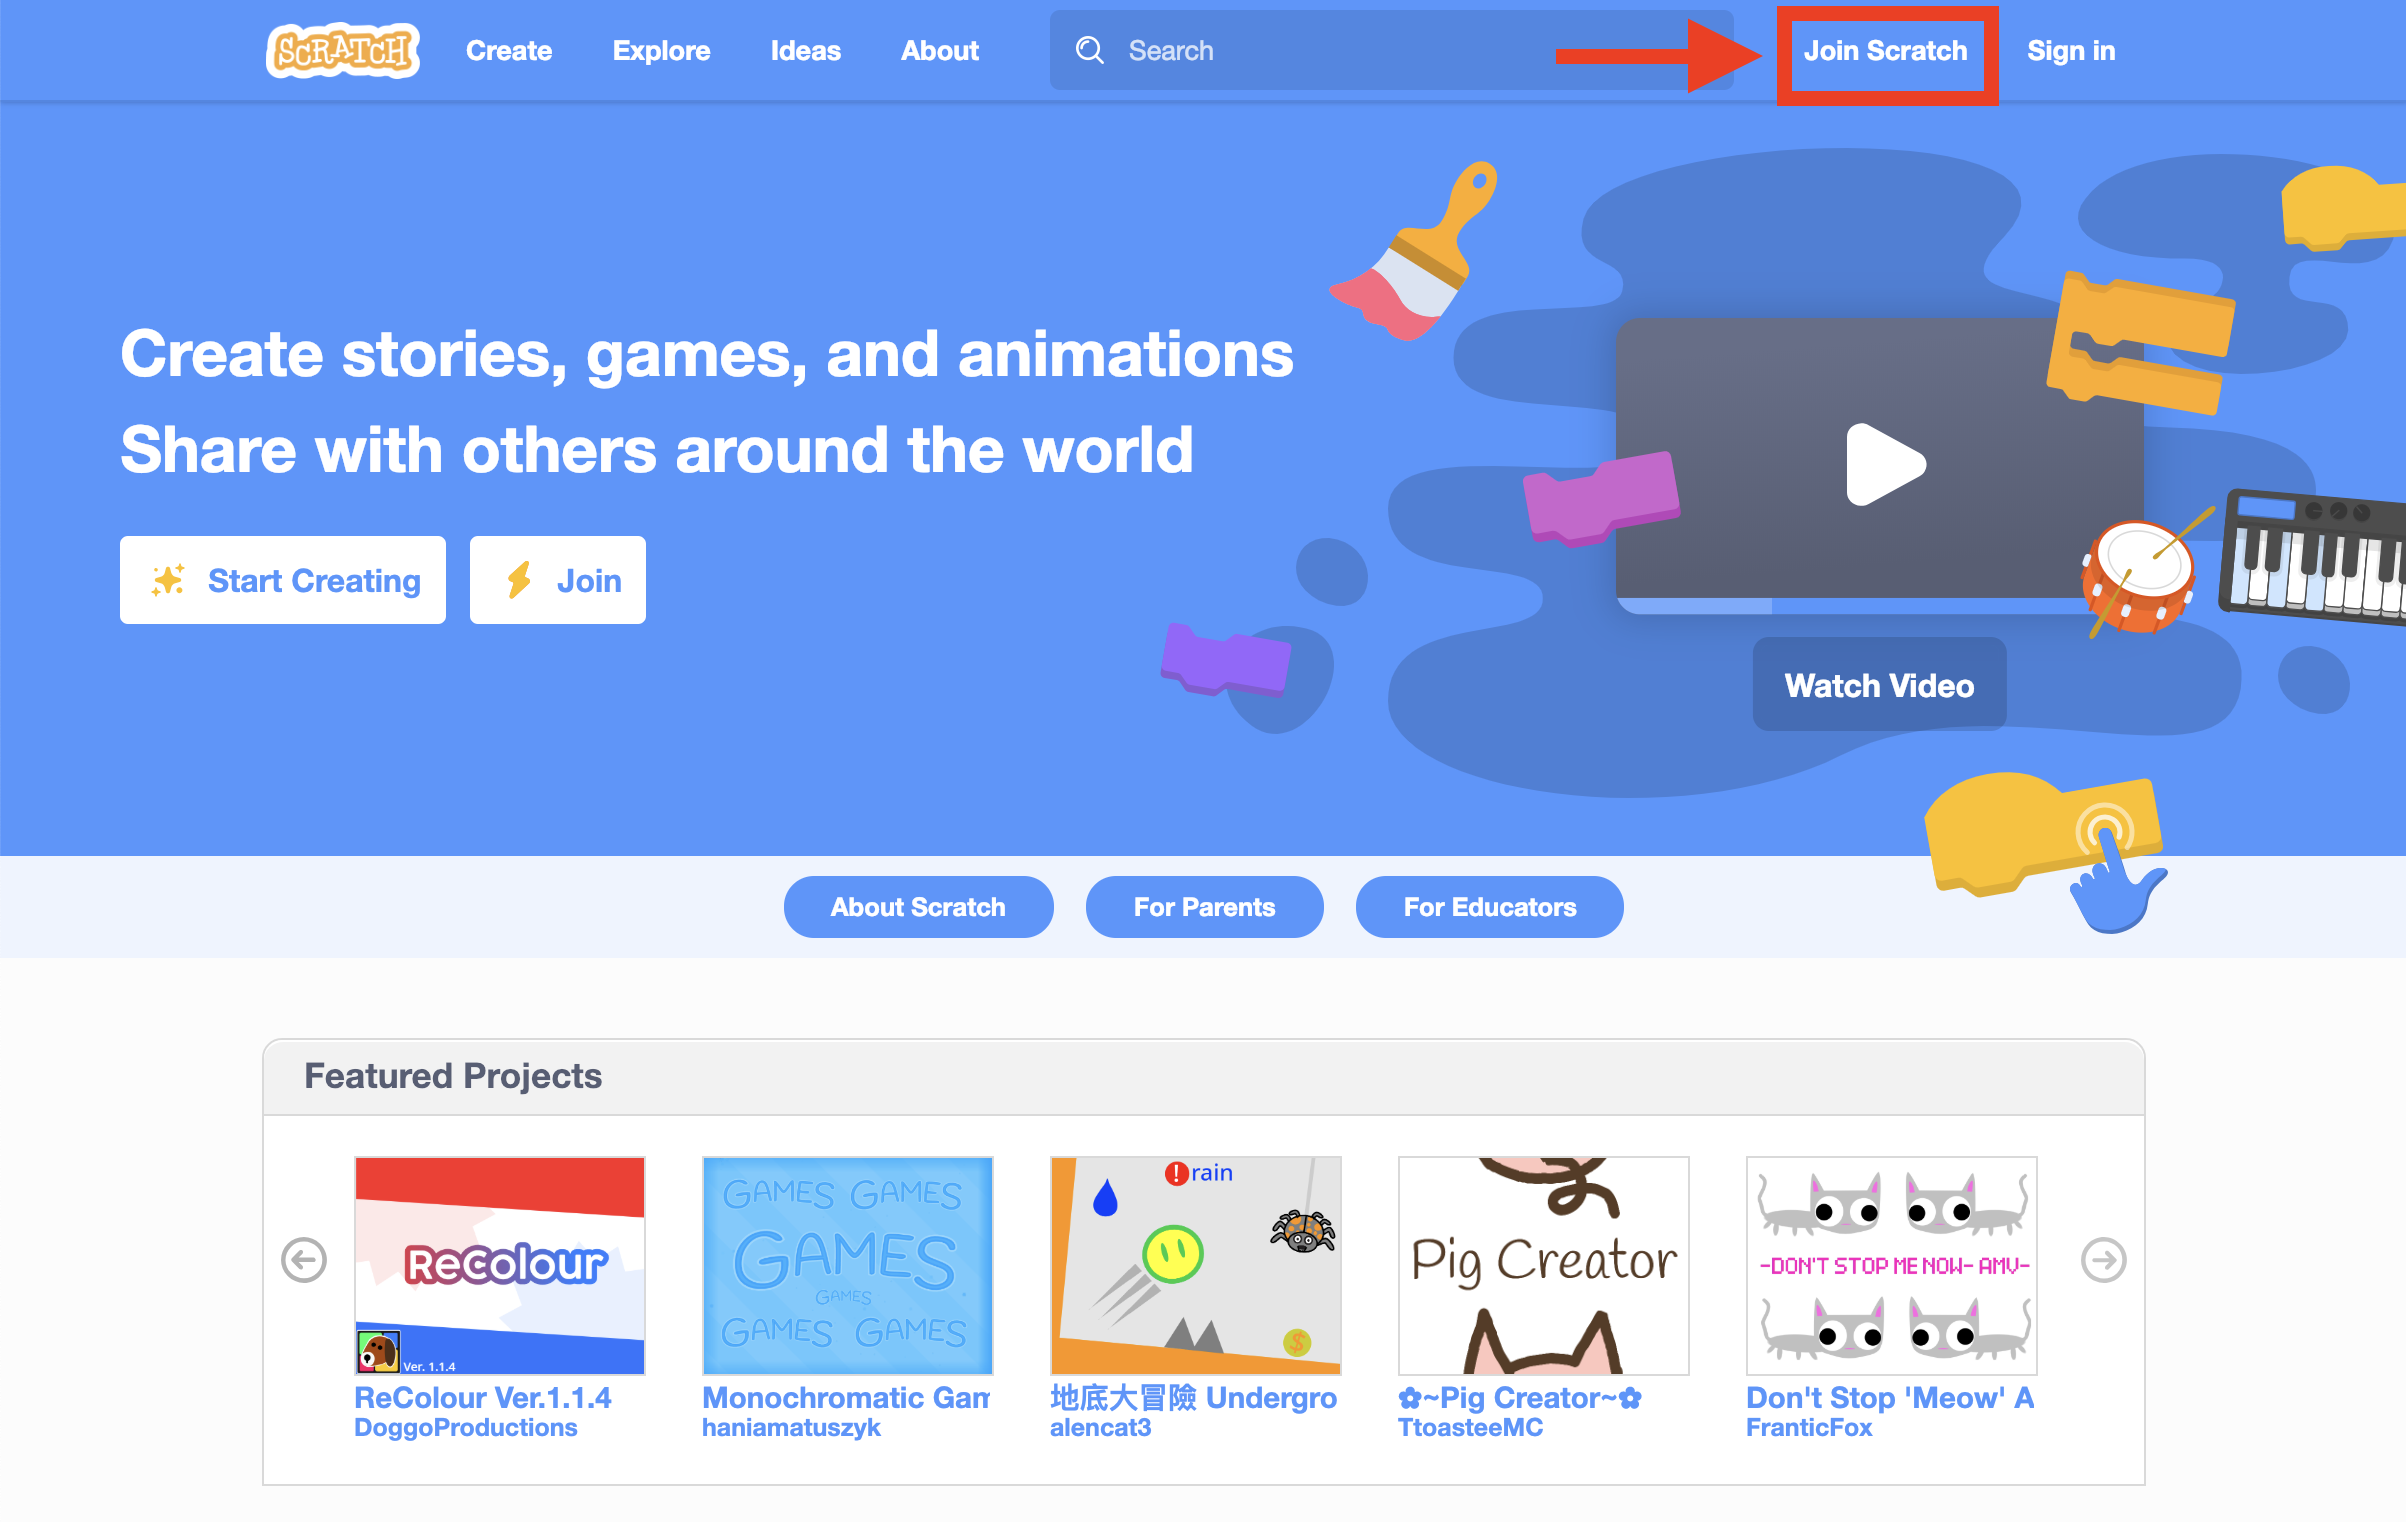 SCRATCH Create Explore Ideas About Search Join Scratch Sign in
Create stories, games, and animations
Share with others around the world
Start Creating Join
Watch Video
About Scratch For Parents For Educators
Featured Projects
ReColour
Ver. 1.1.4
GAMES GAMES
GAMES
GAMES
GAMES GAMES
! rain
$
Pig Creator
-DON'T STOP ME NOW- AMV-
ReColour Ver.1.1.4 Monochromatic Gam 地底大冒險 Undergro ✿~Pig Creator~✿ Don't Stop 'Meow' A
DoggoProductions haniamatuszyk alencat3 TtoasteeMC FranticFox